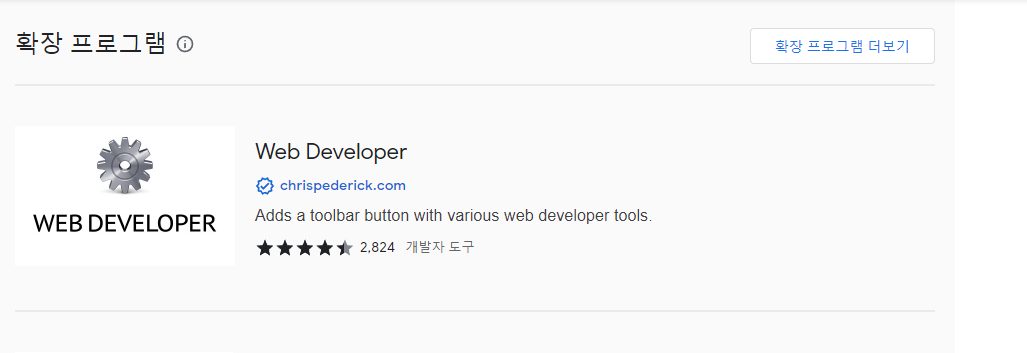 확장 프로그램
확장 프로그램 더보기
WEB DEVELOPER
Web Developer
chrispederick.com
Adds a toolbar button with various web developer tools.
2,824 개발자 도구